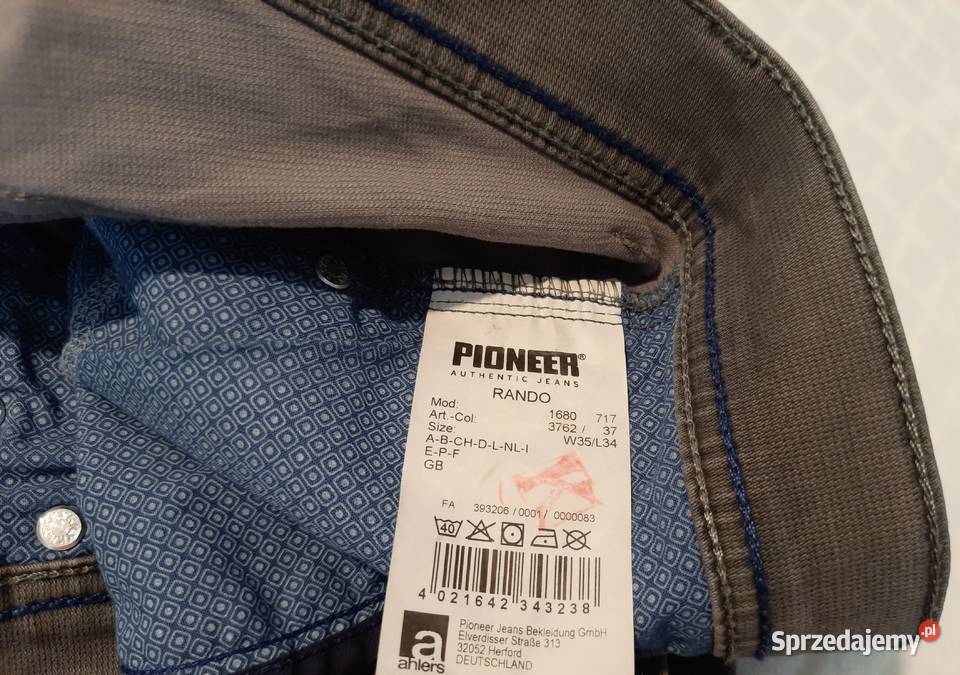 PIONEER®
AUTHENTIC JEANS
RANDO
Mod: 1680 717
Art.-Col: 3762 / 37
Size: W35/L34
A-B-CH-D-L-NL-I
E-P-F
GB
FA 393206 / 0001 / 0000083
40
4 021642 343238
a
ahlers
Pioneer Jeans Bekleidung GmbH
Elverdisser Straße 313
32052 Herford
DEUTSCHLAND
Sprzedajemy.pl